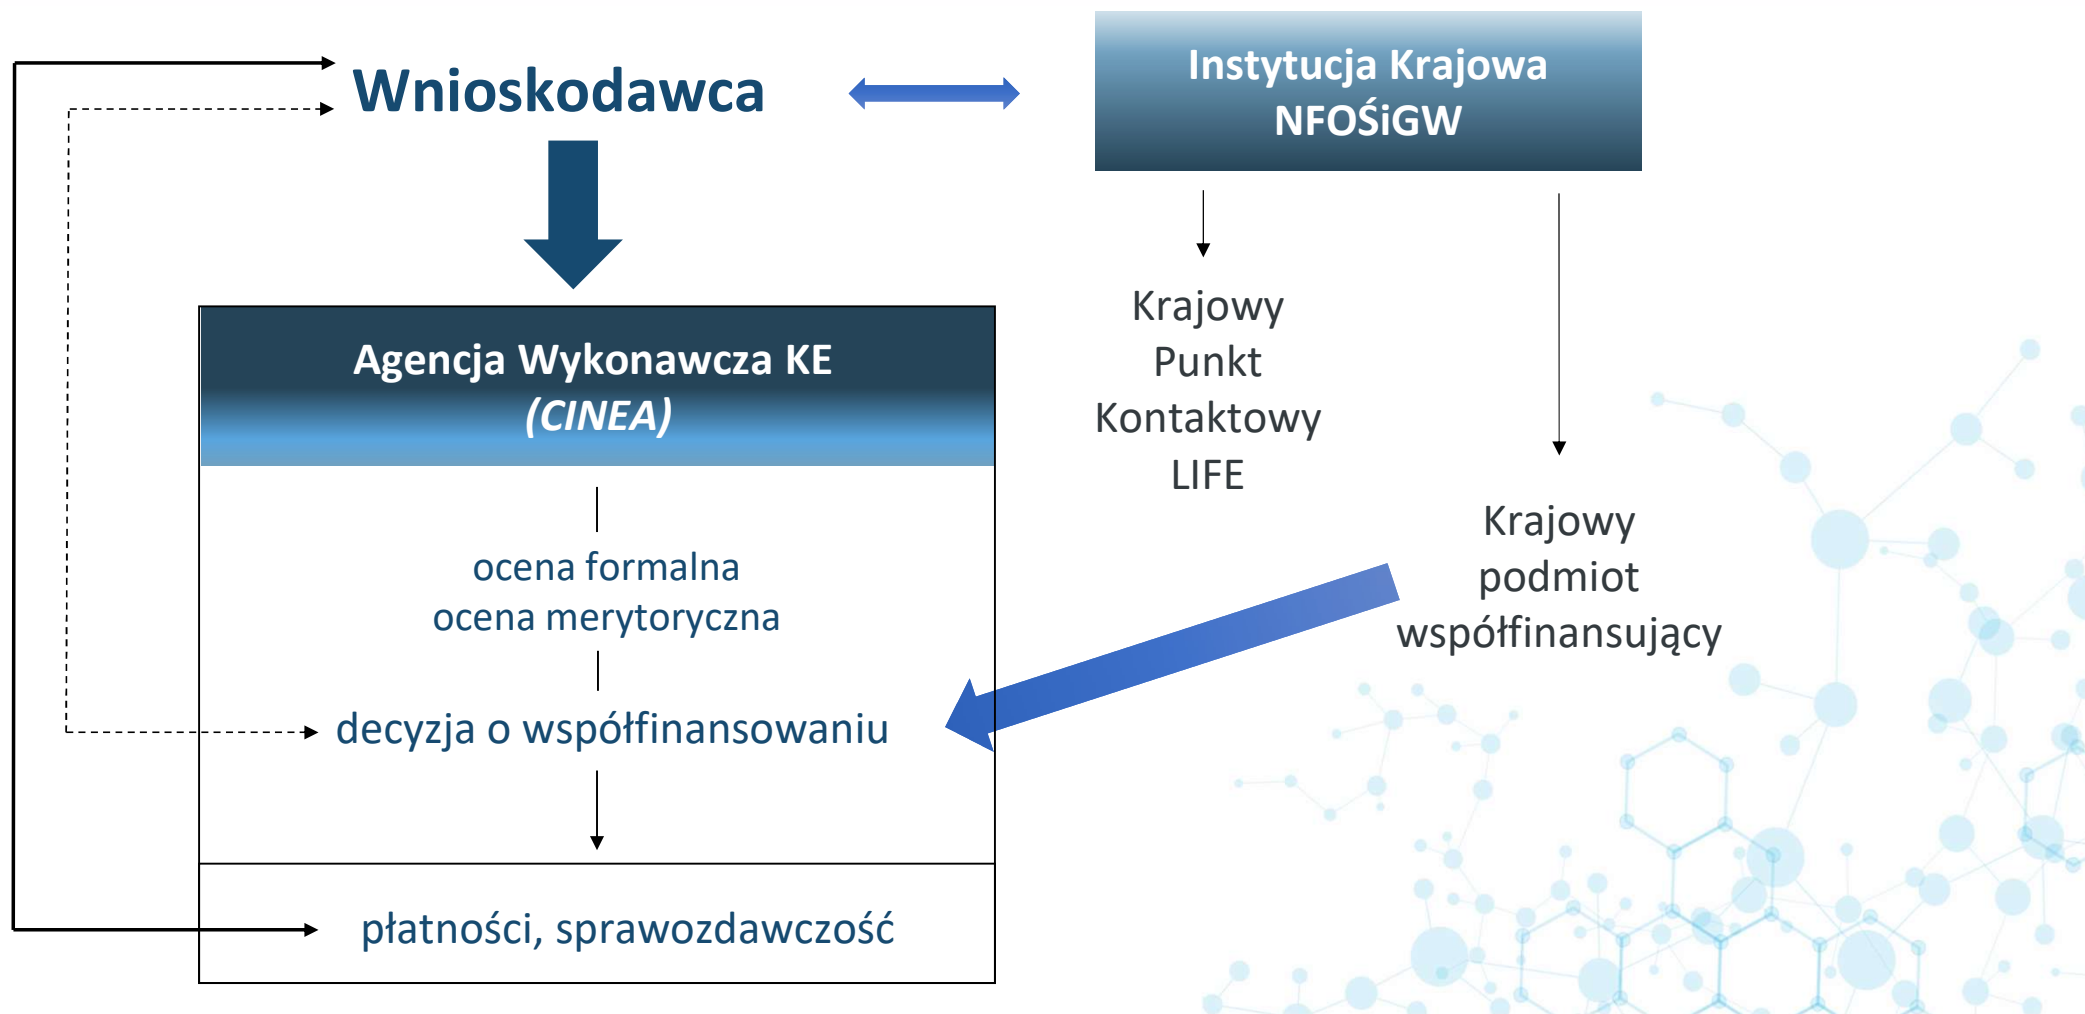 Wnioskodawca
Instytucja Krajowa
NFOŚiGW
Krajowy
Punkt
Kontaktowy
LIFE
Krajowy
podmiot
współfinansujący
Agencja Wykonawcza KE
(CINEA)
ocena formalna
ocena merytoryczna
decyzja o współfinansowaniu
płatności, sprawozdawczość